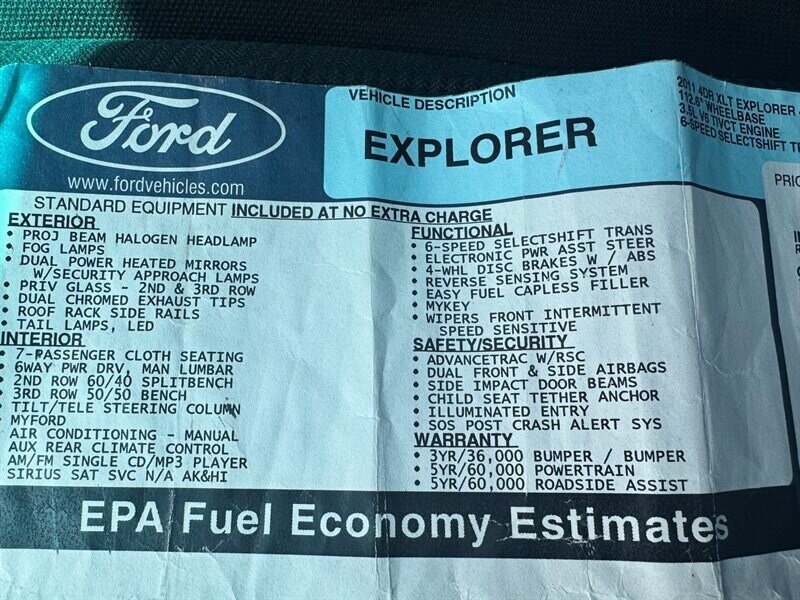 Ford
www.fordvehicles.com
VEHICLE DESCRIPTION
EXPLORER
2011 4DR XLT EXPLORER
112.6" WHEELBASE
3.5L V6 TIVCT ENGINE
6-SPEED SELECTSHIFT
STANDARD EQUIPMENT INCLUDED AT NO EXTRA CHARGE
EXTERIOR
• PROJ BEAM HALOGEN HEADLAMP
• FOG LAMPS
• DUAL POWER HEATED MIRRORS
W/SECURITY APPROACH LAMPS
• PRIV GLASS - 2ND & 3RD ROW
• DUAL CHROMED EXHAUST TIPS
• ROOF RACK SIDE RAILS
• TAIL LAMPS, LED
INTERIOR
• 7-PASSENGER CLOTH SEATING
• 6WAY PWR DRV, MAN LUMBAR
• 2ND ROW 60/40 SPLITBENCH
• 3RD ROW 50/50 BENCH
• TILT/TELE STEERING COLUMN
• MYFORD
• AIR CONDITIONING - MANUAL
• AUX REAR CLIMATE CONTROL
• AM/FM SINGLE CD/MP3 PLAYER
• SIRIUS SAT SVC N/A AK&HI
FUNCTIONAL
• 6-SPEED SELECTSHIFT TRANS
• ELECTRONIC PWR ASST STEER
• 4-WHL DISC BRAKES W / ABS
• REVERSE SENSING SYSTEM
• EASY FUEL CAPLESS FILLER
• MYKEY
• WIPERS FRONT INTERMITTENT
SPEED SENSITIVE
SAFETY/SECURITY
• ADVANCETRAC W/RSC
• DUAL FRONT & SIDE AIRBAGS
• SIDE IMPACT DOOR BEAMS
• CHILD SEAT TETHER ANCHOR
• ILLUMINATED ENTRY
• SOS POST CRASH ALERT SYS
WARRANTY
• 3YR/36,000 BUMPER / BUMPER
• 5YR/60,000 POWERTRAIN
• 5YR/60,000 ROADSIDE ASSIST
EPA Fuel Economy Estimates